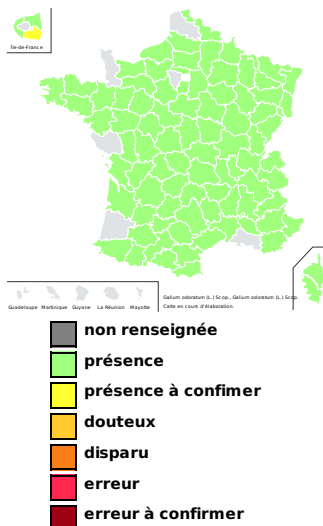 Île-de-France
Guadeloupe Martinique Guyane La Réunion Mayotte
Galium odoratum (L.) Scop., Galium odoratum (L.) Scop.
Carte en cours d'élaboration.
non renseignée
présence
présence à confimer
douteux
disparu
erreur
erreur à confirmer